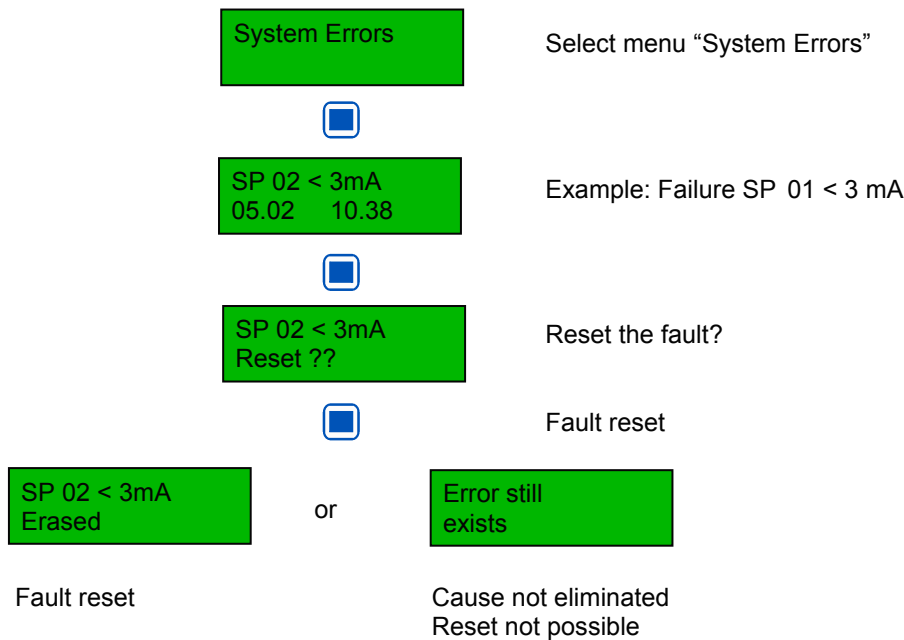 System Errors
Select menu “System Errors”
SP 02 < 3mA
05.02 10.38
Example: Failure SP 01 < 3 mA
SP 02 < 3mA
Reset ??
Reset the fault?
Fault reset
SP 02 < 3mA
Erased
or
Error still
exists
Fault reset
Cause not eliminated
Reset not possible